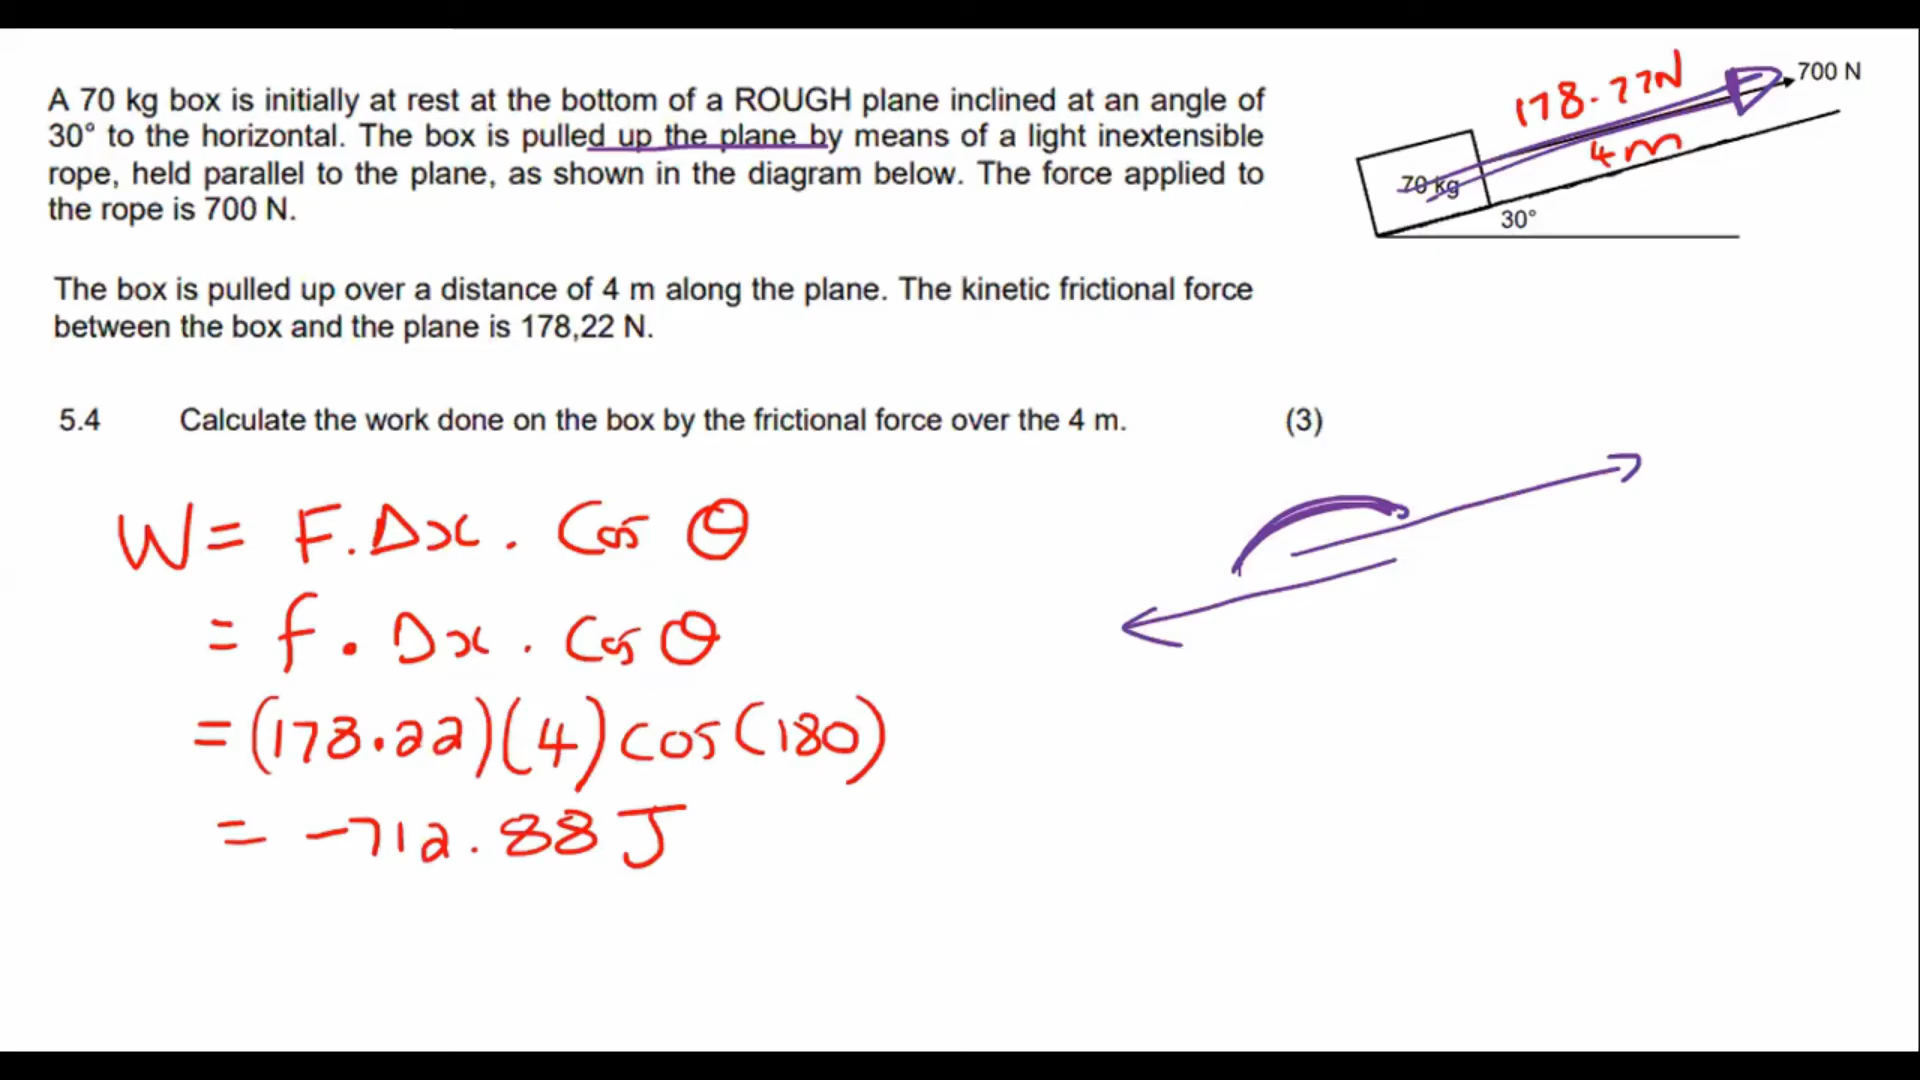 A 70 kg box is initially at rest at the bottom of a ROUGH plane inclined at an angle of
30° to the horizontal. The box is pulled up the plane by means of a light inextensible
rope, held parallel to the plane, as shown in the diagram below. The force applied to
the rope is 700 N.
178.77N
700 N
4m
70 kg
30°
The box is pulled up over a distance of 4 m along the plane. The kinetic frictional force
between the box and the plane is 178,22 N.
5.4 Calculate the work done on the box by the frictional force over the 4 m. (3)
W = F.Δx . Cos θ
= f . Δx . Cos θ
= (178.22)(4) cos(180)
= -712.88 J